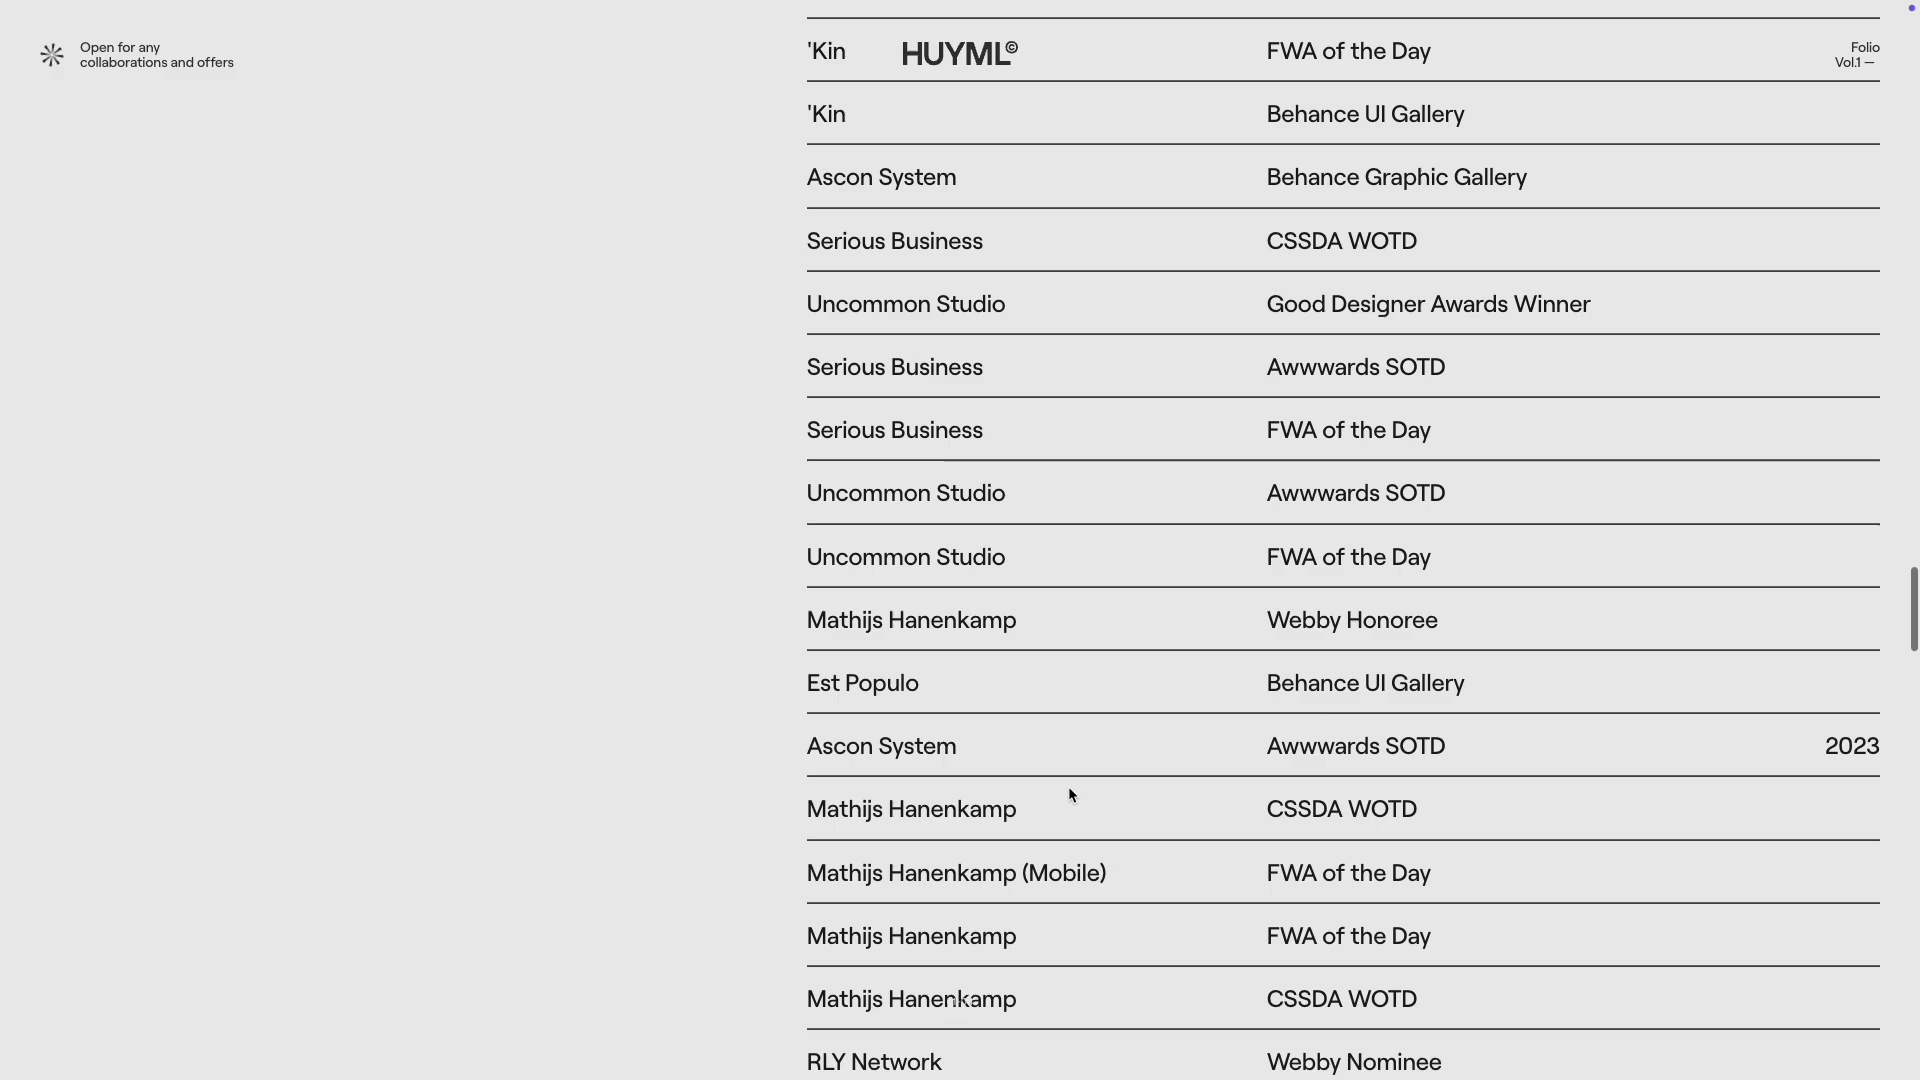 Open for any
collaborations and offers
HUYML©
Folio
Vol.1 —
'Kin FWA of the Day
'Kin Behance UI Gallery
Ascon System Behance Graphic Gallery
Serious Business CSSDA WOTD
Uncommon Studio Good Designer Awards Winner
Serious Business Awwwards SOTD
Serious Business FWA of the Day
Uncommon Studio Awwwards SOTD
Uncommon Studio FWA of the Day
Mathijs Hanenkamp Webby Honoree
Est Populo Behance UI Gallery
Ascon System Awwwards SOTD 2023
Mathijs Hanenkamp CSSDA WOTD
Mathijs Hanenkamp (Mobile) FWA of the Day
Mathijs Hanenkamp FWA of the Day
Mathijs Hanenkamp CSSDA WOTD
RLY Network Webby Nominee